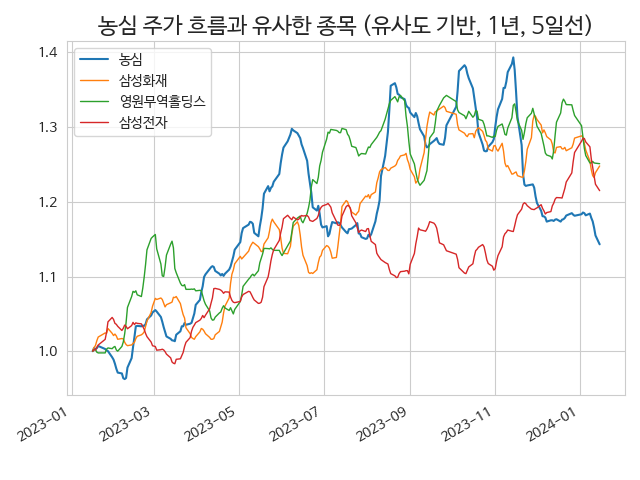 농심 주가 흐름과 유사한 종목 (유사도 기반, 1년, 5일선)
농심
삼성화재
영원무역홀딩스
삼성전자
1.4
1.3
1.2
1.1
1.0
2023-01
2023-03
2023-05
2023-07
2023-09
2023-11
2024-01